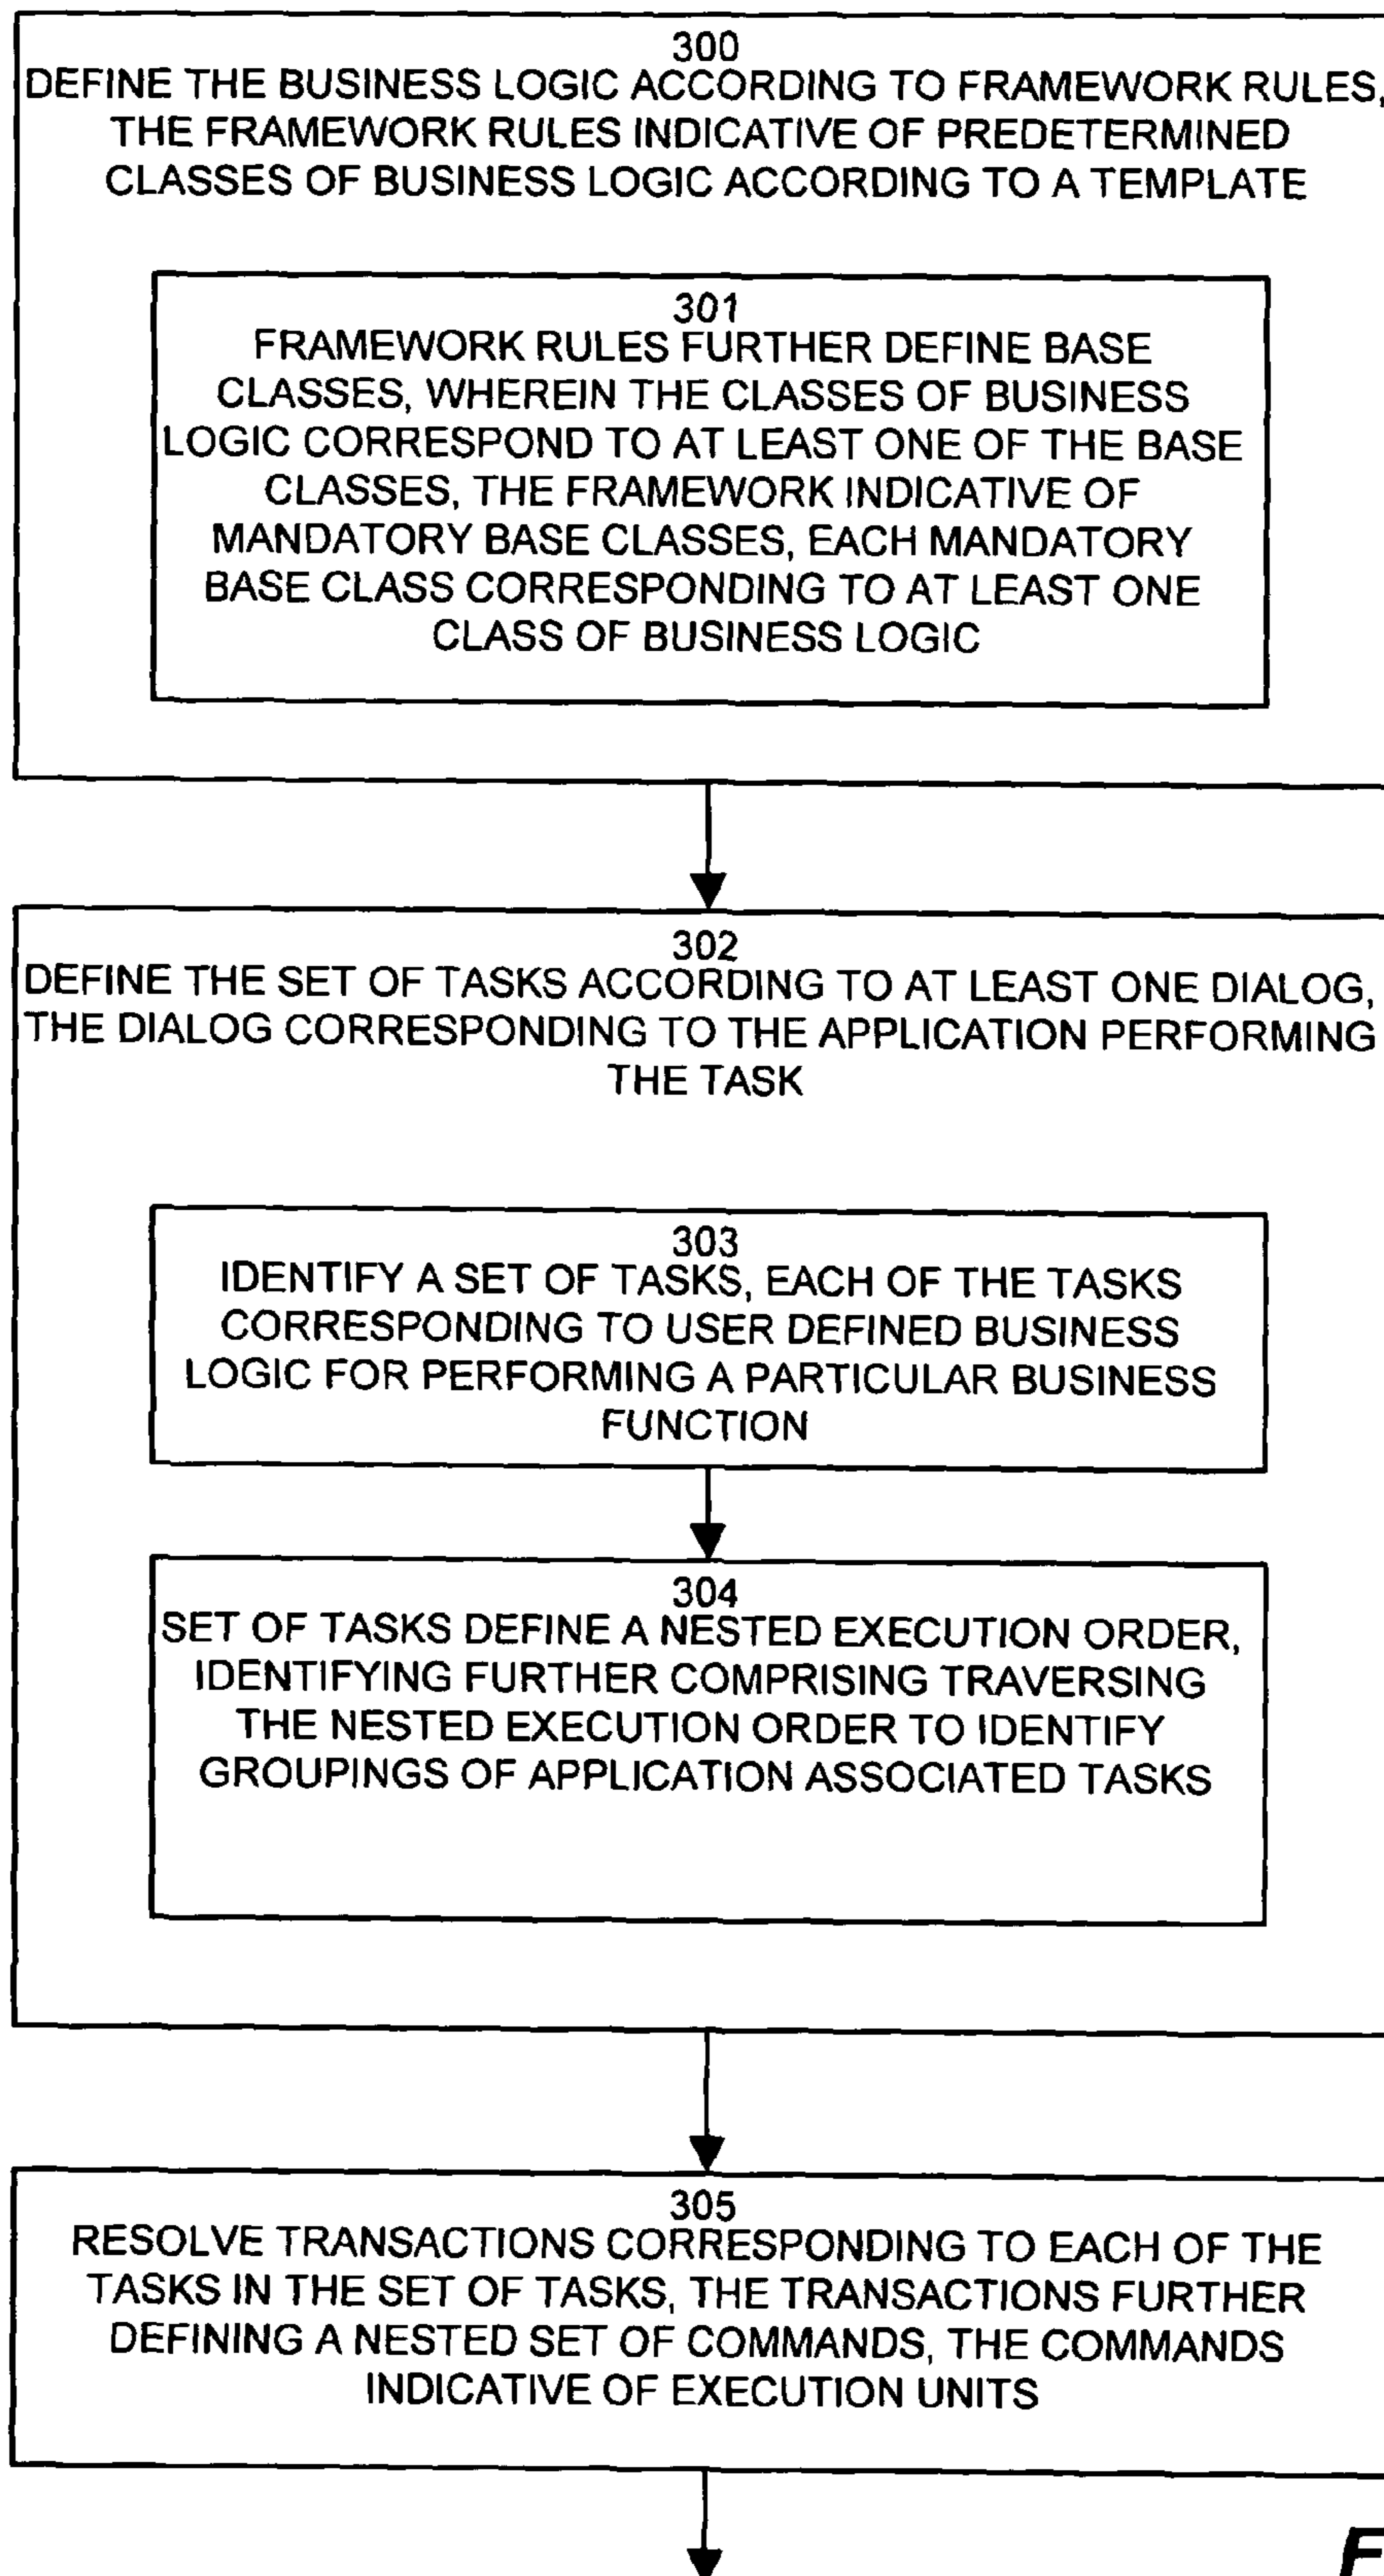 300
DEFINE THE BUSINESS LOGIC ACCORDING TO FRAMEWORK RULES,
THE FRAMEWORK RULES INDICATIVE OF PREDETERMINED
CLASSES OF BUSINESS LOGIC ACCORDING TO A TEMPLATE
301
FRAMEWORK RULES FURTHER DEFINE BASE
CLASSES, WHEREIN THE CLASSES OF BUSINESS
LOGIC CORRESPOND TO AT LEAST ONE OF THE BASE
CLASSES, THE FRAMEWORK INDICATIVE OF
MANDATORY BASE CLASSES, EACH MANDATORY
BASE CLASS CORRESPONDING TO AT LEAST ONE
CLASS OF BUSINESS LOGIC
302
DEFINE THE SET OF TASKS ACCORDING TO AT LEAST ONE DIALOG,
THE DIALOG CORRESPONDING TO THE APPLICATION PERFORMING
THE TASK
303
IDENTIFY A SET OF TASKS, EACH OF THE TASKS
CORRESPONDING TO USER DEFINED BUSINESS
LOGIC FOR PERFORMING A PARTICULAR BUSINESS
FUNCTION
304
SET OF TASKS DEFINE A NESTED EXECUTION ORDER,
IDENTIFYING FURTHER COMPRISING TRAVERSING
THE NESTED EXECUTION ORDER TO IDENTIFY
GROUPINGS OF APPLICATION ASSOCIATED TASKS
305
RESOLVE TRANSACTIONS CORRESPONDING TO EACH OF THE
TASKS IN THE SET OF TASKS, THE TRANSACTIONS FURTHER
DEFINING A NESTED SET OF COMMANDS, THE COMMANDS
INDICATIVE OF EXECUTION UNITS